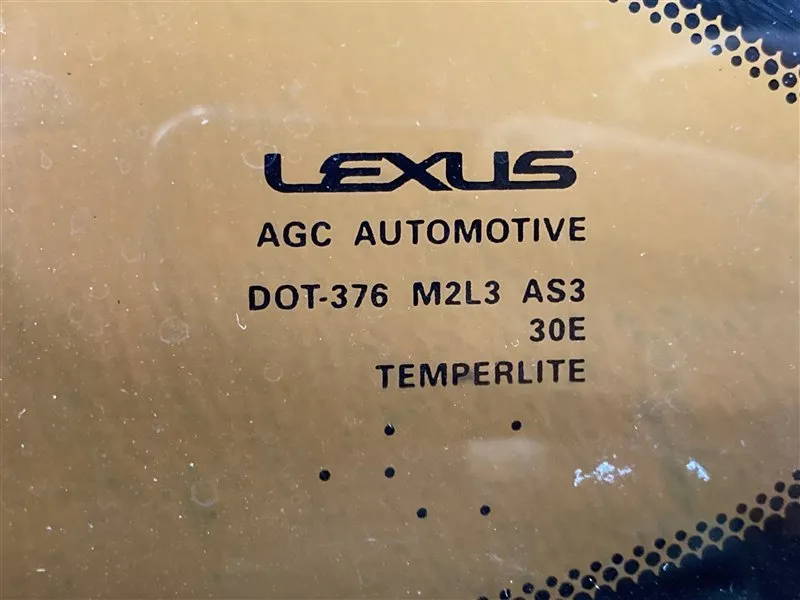 LEXUS
AGC AUTOMOTIVE
DOT-376 M2L3 AS3
30E
TEMPERLITE